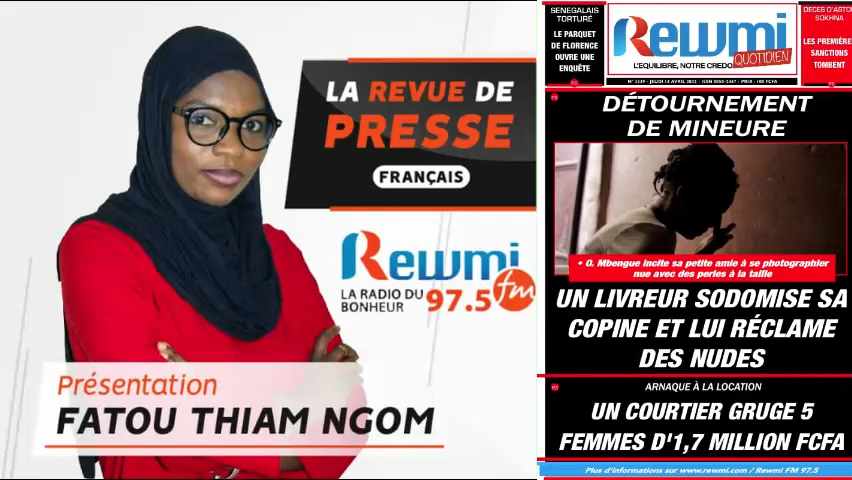 LA REVUE DE
PRESSE
FRANÇAIS
Rewmi
fm
LA RADIO DU
BONHEUR
97.5
Présentation
FATOU THIAM NGOM
SENEGALAIS
TORTURÉ
LE PARQUET
DE FLORENCE
OUVRE UNE
ENQUÊTE
Rewmi
QUOTIDIEN
L'EQUILIBRE, NOTRE CREDO
DECES D'ASTOU
SOKHNA
LES PREMIÈRES
SANCTIONS
TOMBENT
DÉTOURNEMENT
DE MINEURE
• O. Mbengue incite sa petite amie à se photographier
nue avec des perles à la taille
UN LIVREUR SODOMISE SA
COPINE ET LUI RÉCLAME
DES NUDES
ARNAQUE À LA LOCATION
UN COURTIER GRUGE 5
FEMMES D'1,7 MILLION FCFA
Plus d'informations sur www.rewmi.com / Rewmi FM 97.5